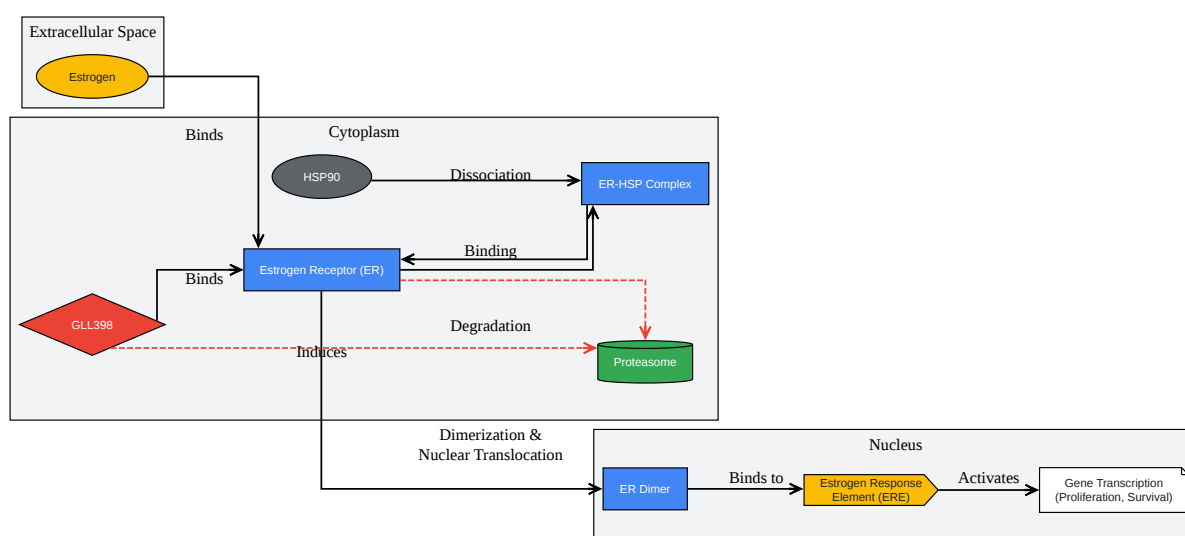 Extracellular Space
Estrogen
Binds
Cytoplasm
HSP90
Dissociation
ER-HSP Complex
Binding
Estrogen Receptor (ER)
Binds
GLL398
Degradation
Induces
Proteasome
Dimerization &
Nuclear Translocation
Nucleus
ER Dimer
Binds to
Estrogen Response
Element (ERE)
Activates
Gene Transcription
(Proliferation, Survival)